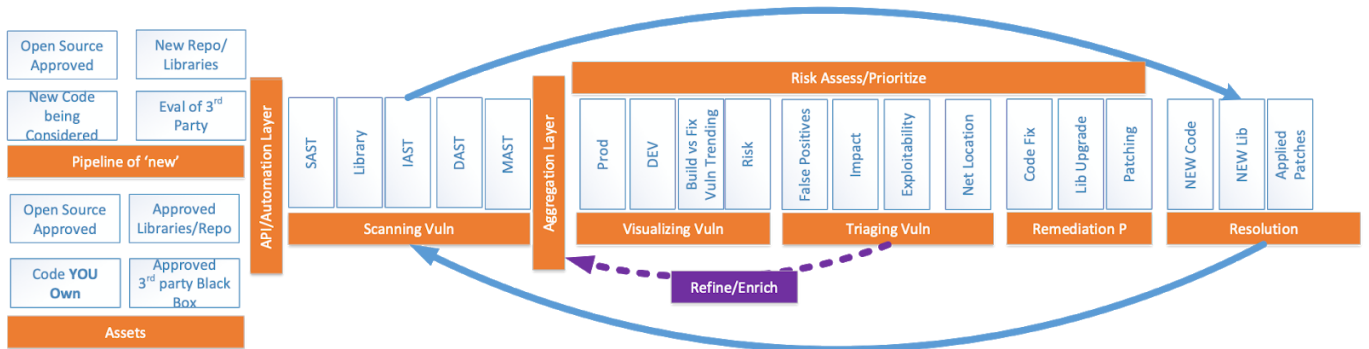 Open Source
Approved
New Repo/
Libraries
New Code
being
Considered
Eval of 3rd
Party
Pipeline of ‘new’
Open Source
Approved
Approved
Libraries/Repo
Code YOU
Own
Approved
3rd party Black
Box
Assets
API/Automation Layer
SAST
Library
IAST
DAST
MAST
Scanning Vuln
Aggregation Layer
Risk Assess/Prioritize
Prod
DEV
Build vs Fix
Vuln Trending
Risk
Visualizing Vuln
False Positives
Impact
Exploitability
Net Location
Triaging Vuln
Refine/Enrich
Code Fix
Lib Upgrade
Patching
Remediation P
NEW Code
NEW Lib
Applied
Patches
Resolution